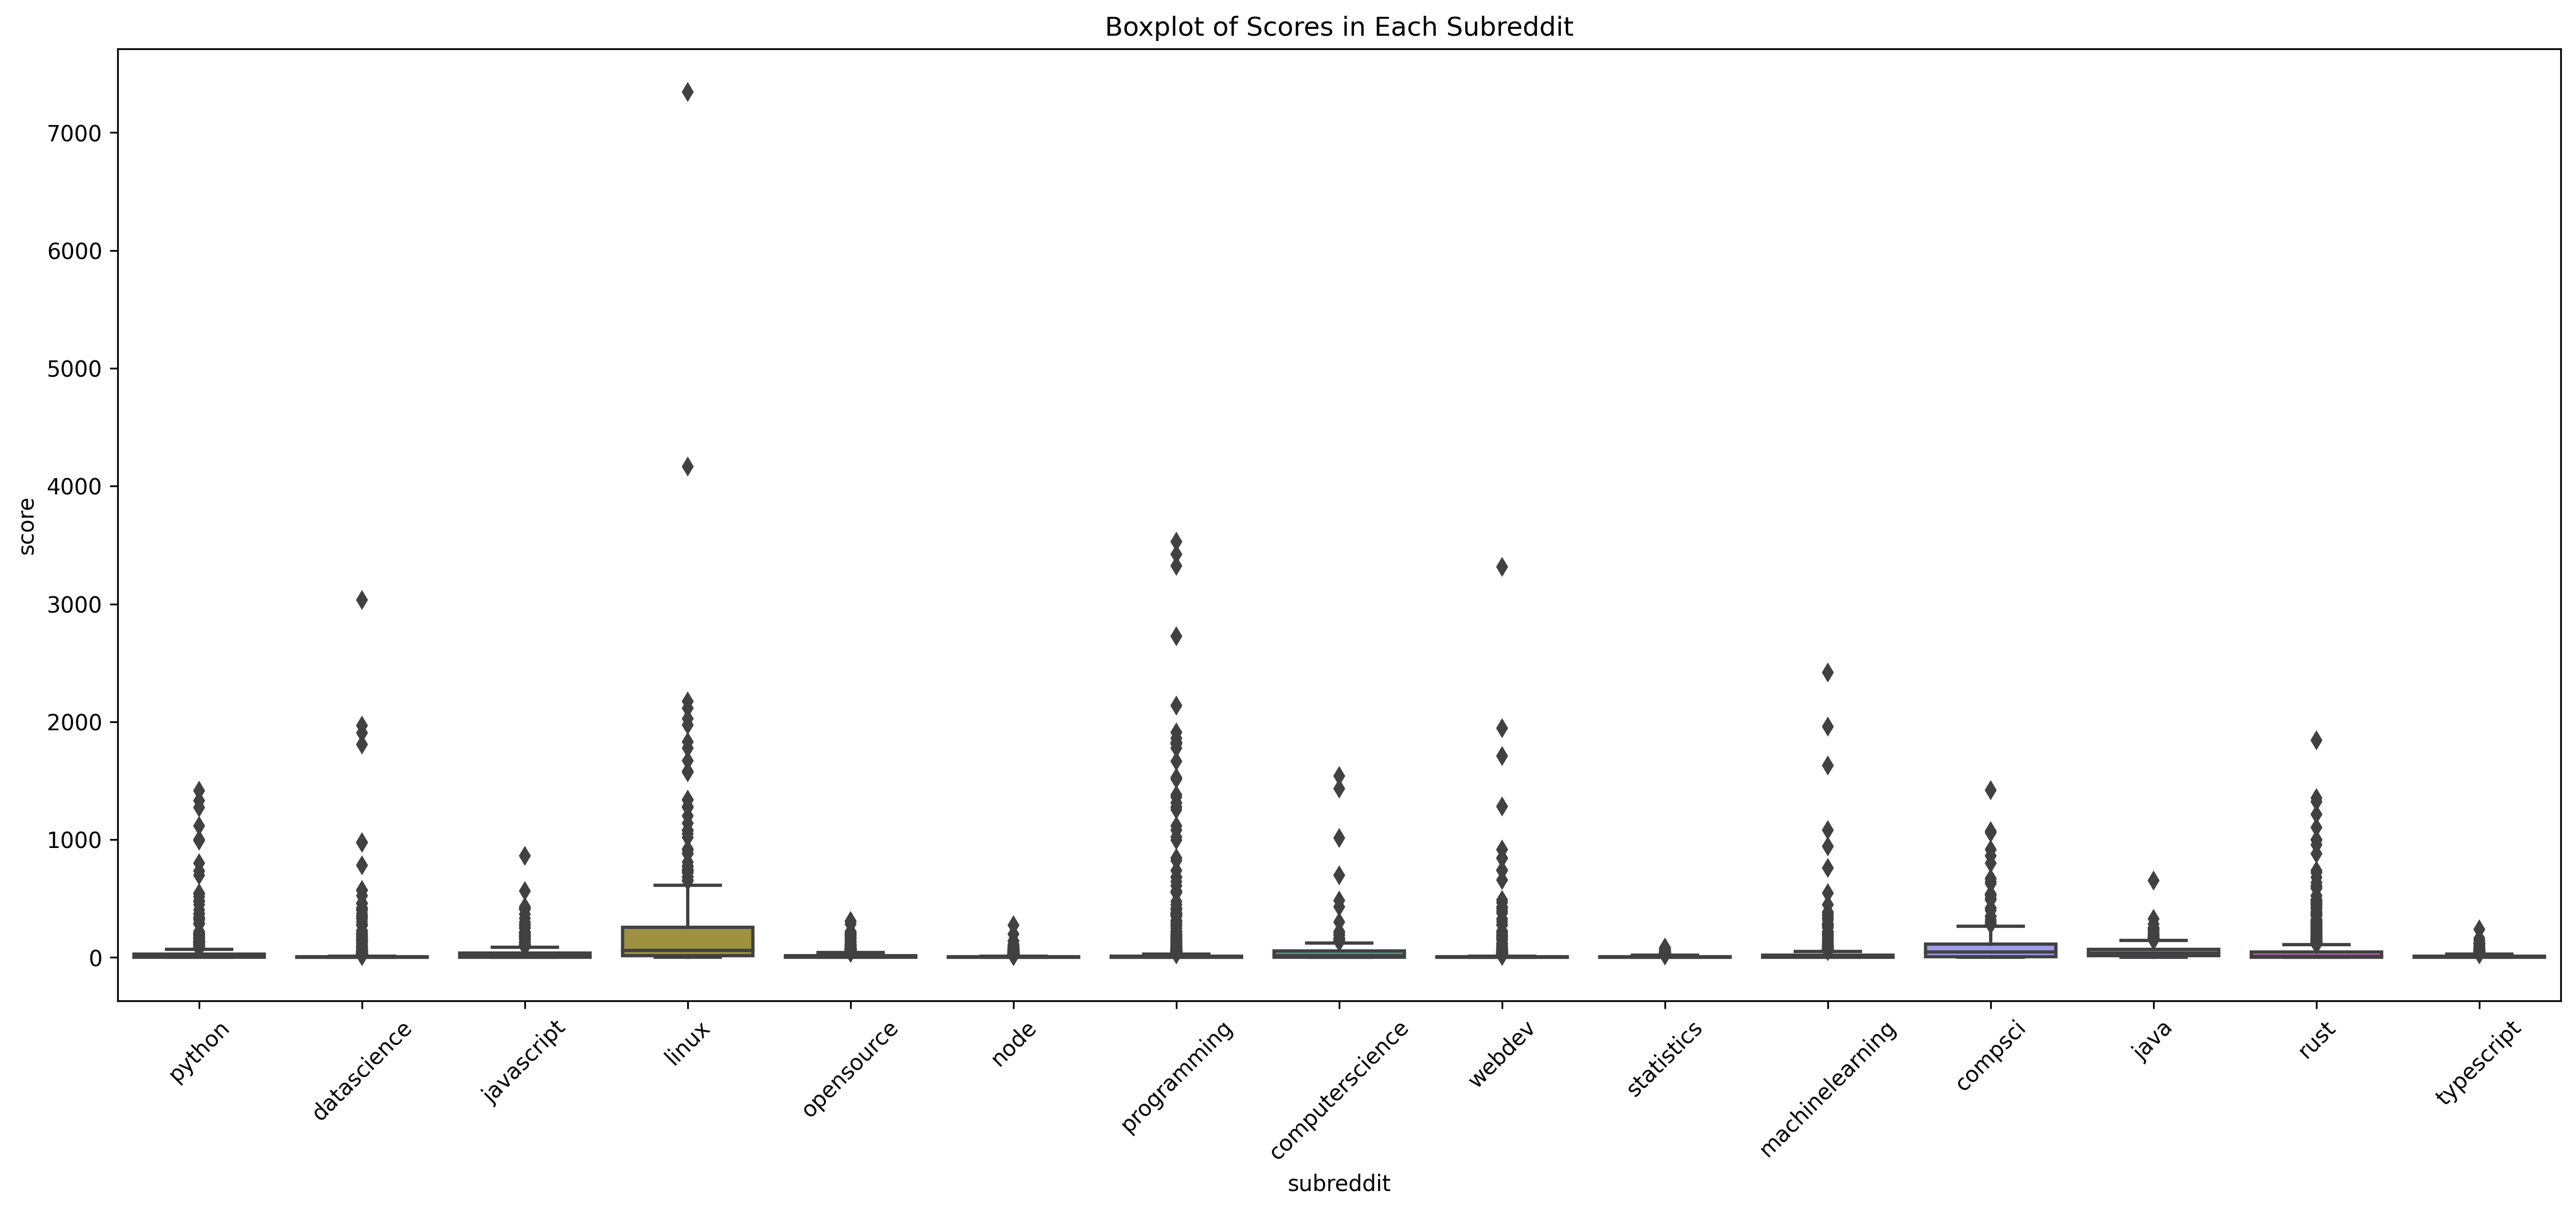 Boxplot of Scores in Each Subreddit
score
7000
6000
5000
4000
3000
2000
1000
0
python
datascience
javascript
linux
opensource
node
programming
computerscience
webdev
statistics
machinelearning
compsci
java
rust
typescript
subreddit